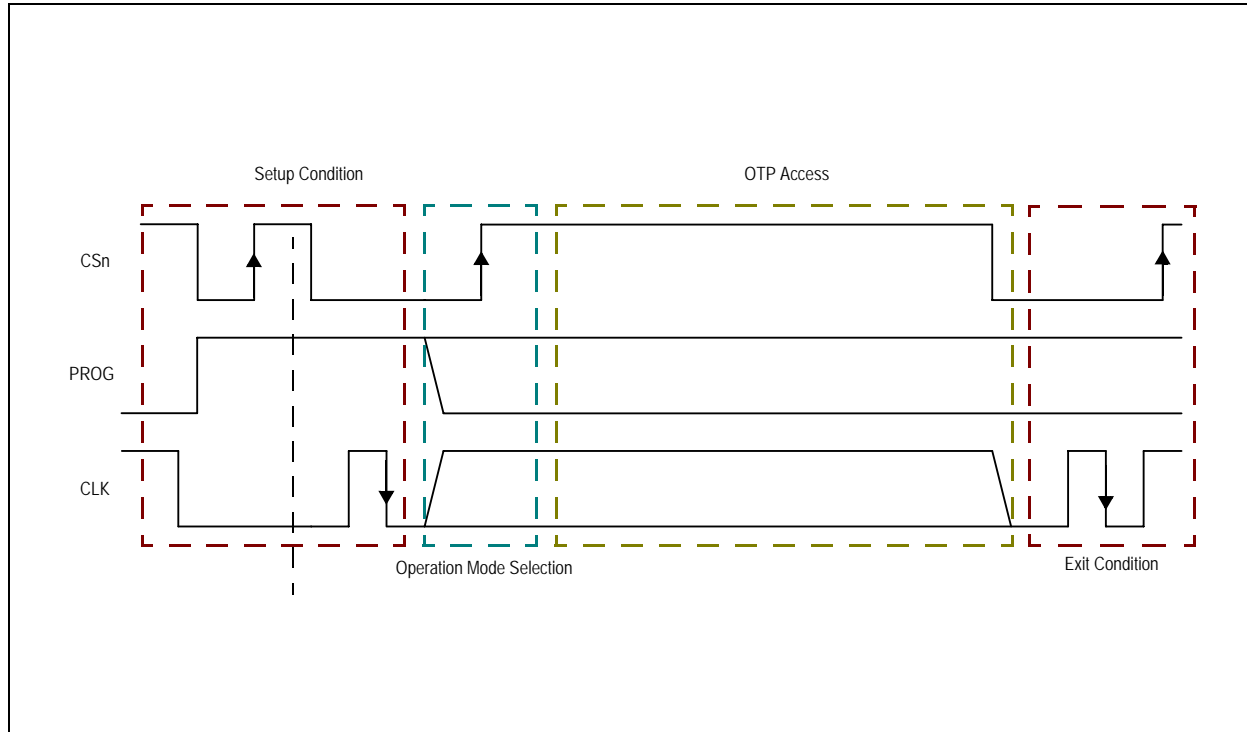 Setup Condition
OTP Access
CSn
PROG
CLK
Operation Mode Selection
Exit Condition